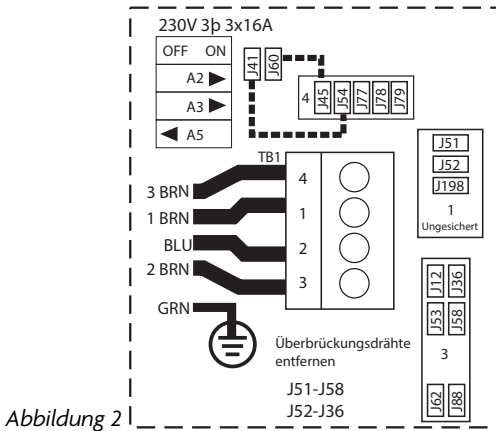 230V 3þ 3x16A
OFF ON
A2
A3
A5
J41
J60
4
J45
J54
J77
J78
J79
J51
J52
J198
1
Ungesichert
TB1
3 BRN
4
1 BRN
1
BLU
2
2 BRN
3
GRN
J12
J36
J53
J58
3
J62
J88
Überbrückungsdrähte
entfernen
J51-J58
J52-J36
Abbildung 2